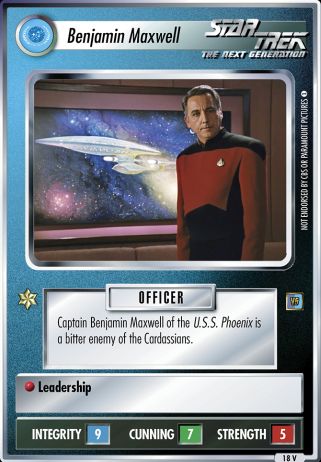 Benjamin Maxwell
STAR TREK
THE NEXT GENERATION
NOT ENDORSED BY CBS OR PARAMOUNT PICTURES
OFFICER
Captain Benjamin Maxwell of the U.S.S. Phoenix is
a bitter enemy of the Cardassians.
Leadership
INTEGRITY 9 CUNNING 7 STRENGTH 5
18 V